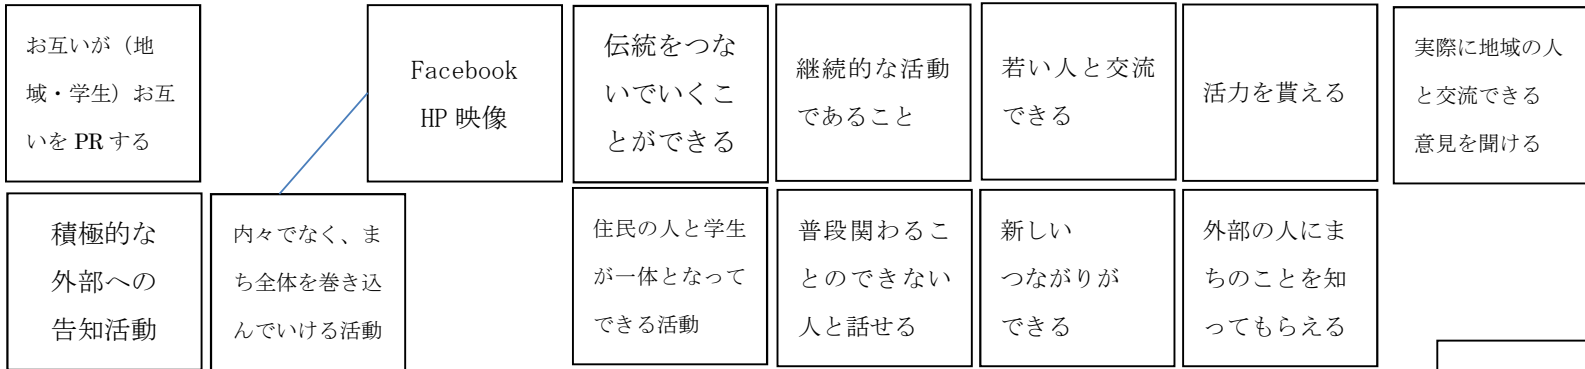 お互いが（地
域・学生）お互
いを PR する
Facebook
HP 映像
伝統をつな
いでいくこ
とができる
継続的な活動
であること
若い人と交流
できる
活力を貰える
実際に地域の人
と交流できる
意見を聞ける
積極的な
外部への
告知活動
内々でなく、ま
ち全体を巻き込
んでいける活動
住民の人と学生
が一体となって
できる活動
普段関わるこ
とのできない
人と話せる
新しい
つながりが
できる
外部の人にま
ちのことを知
ってもらえる